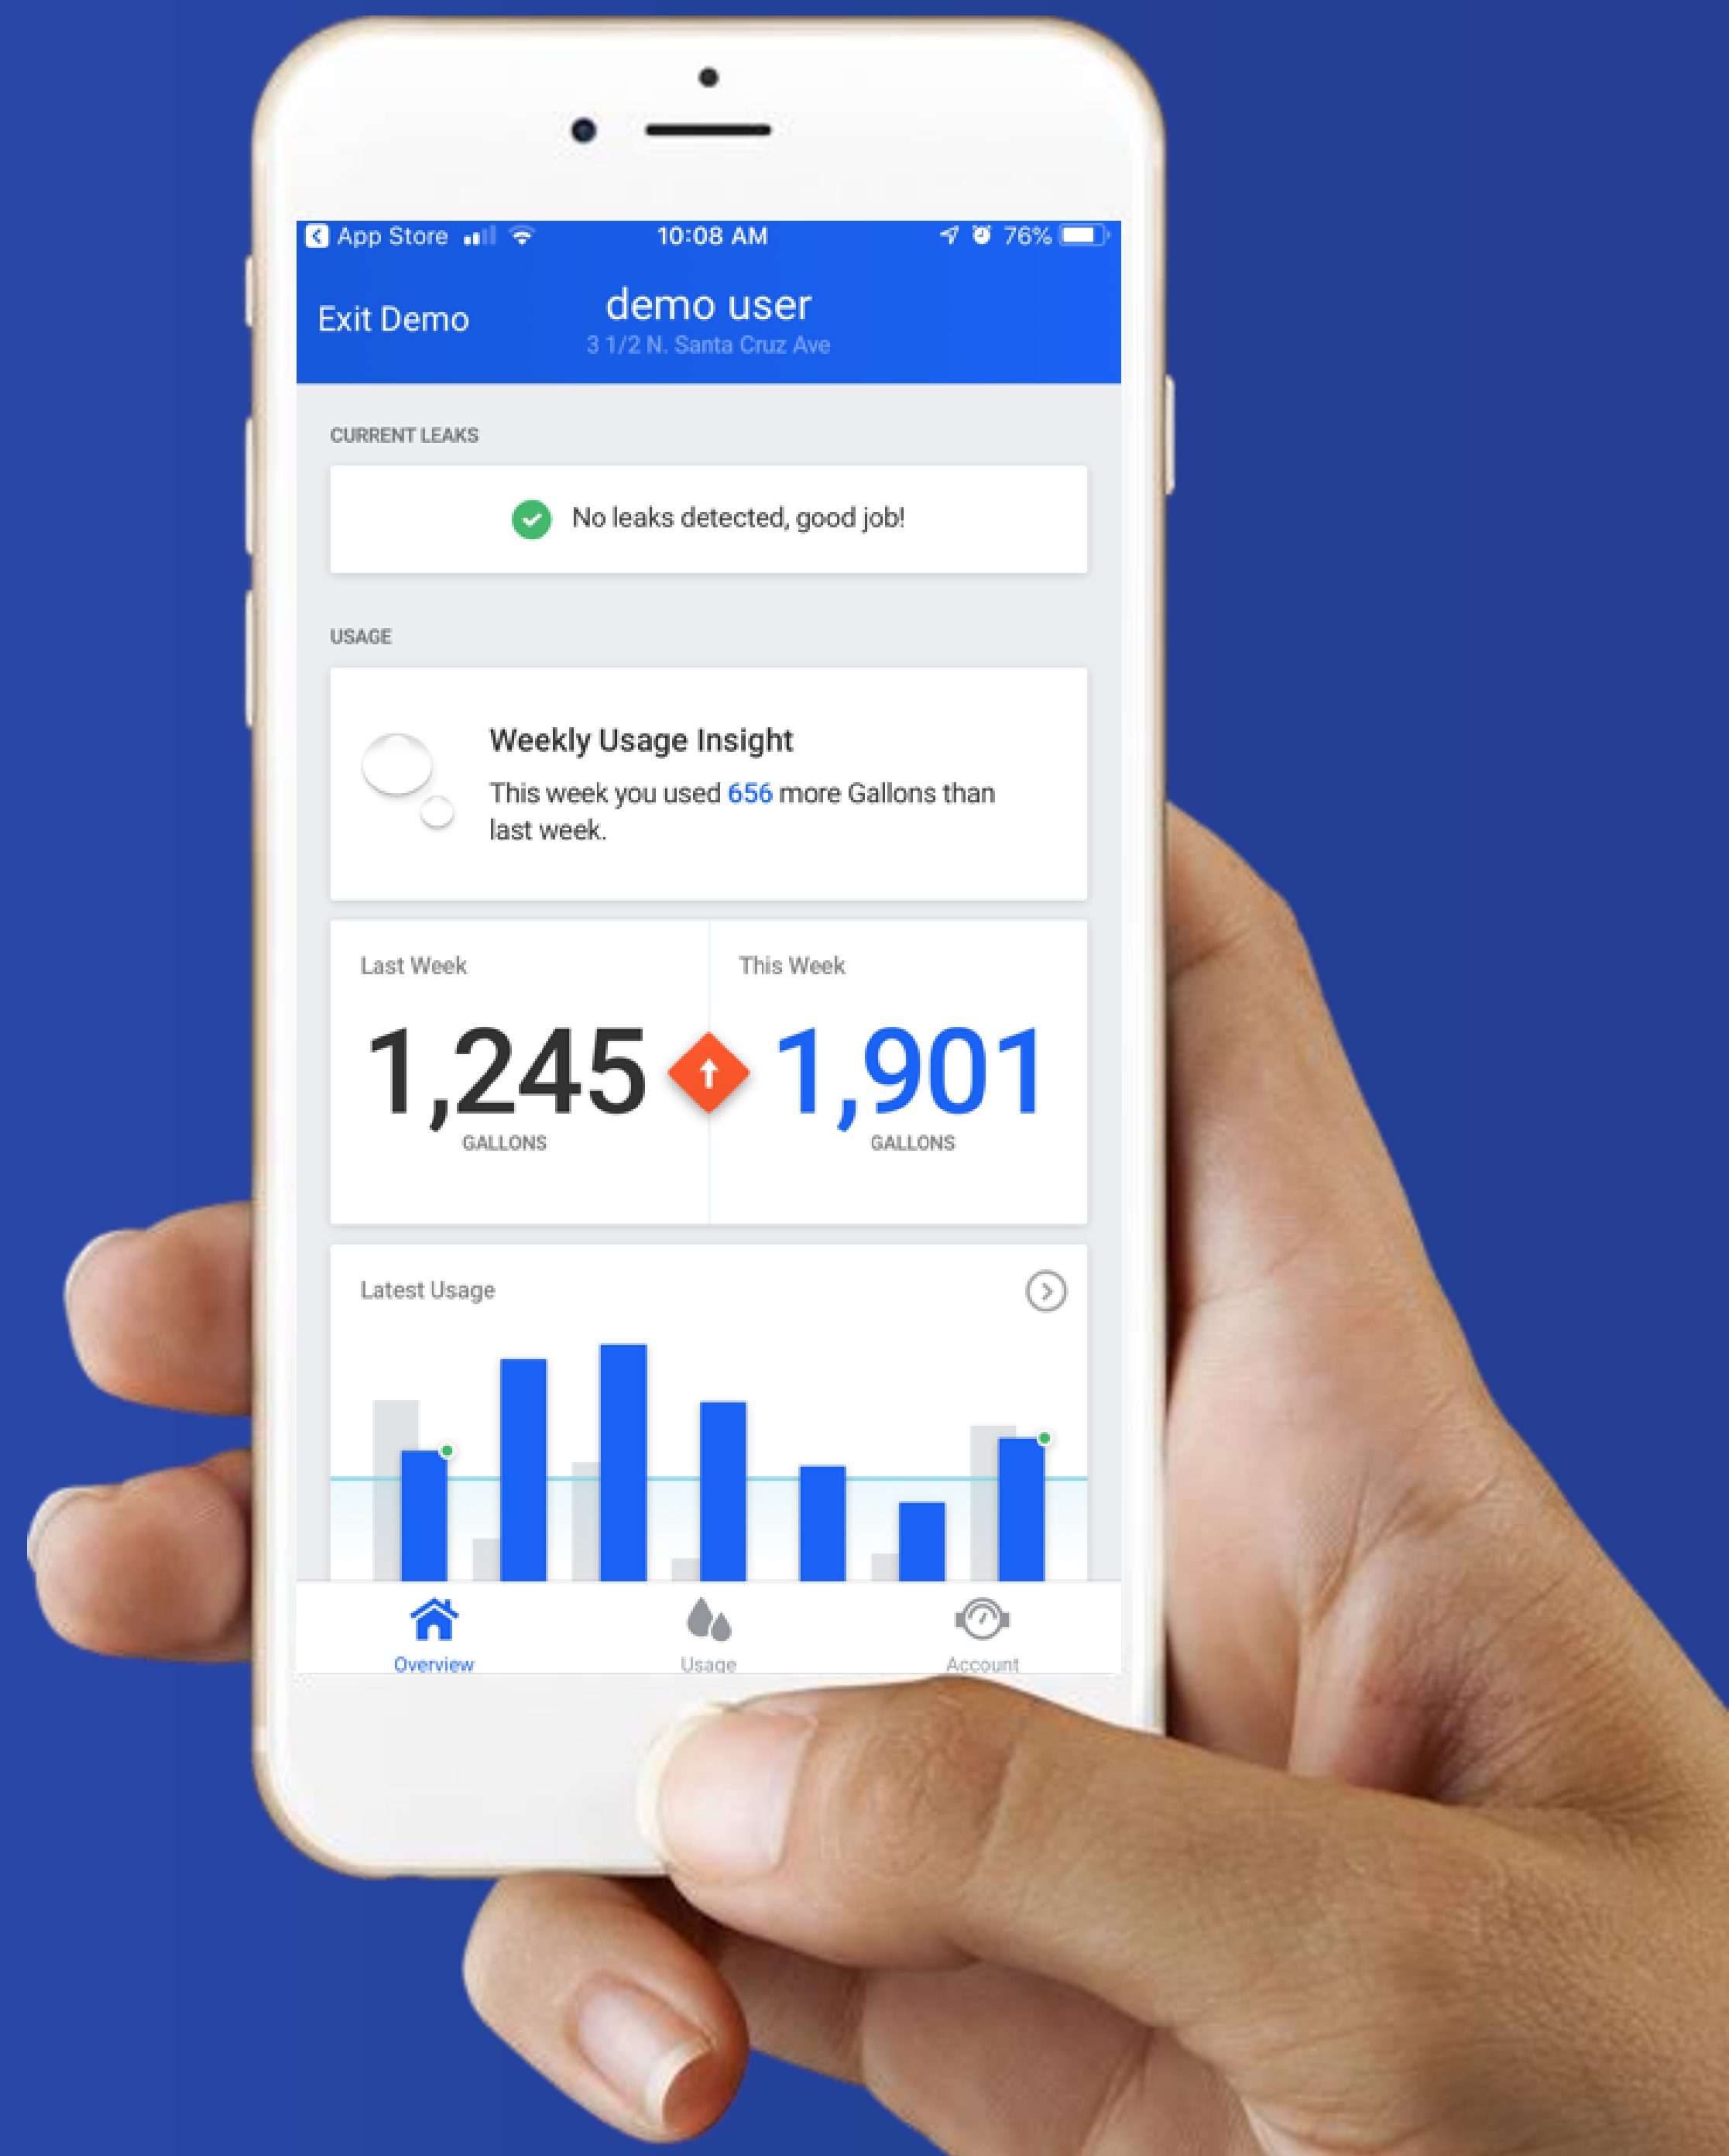 App Store 10:08 AM 76%
Exit Demo
demo user
3 1/2 N. Santa Cruz Ave
CURRENT LEAKS
No leaks detected, good job!
USAGE
Weekly Usage Insight
This week you used 656 more Gallons than
last week.
Last Week
This Week
1,245
1,901
GALLONS
GALLONS
Latest Usage
Overview
Usage
Account